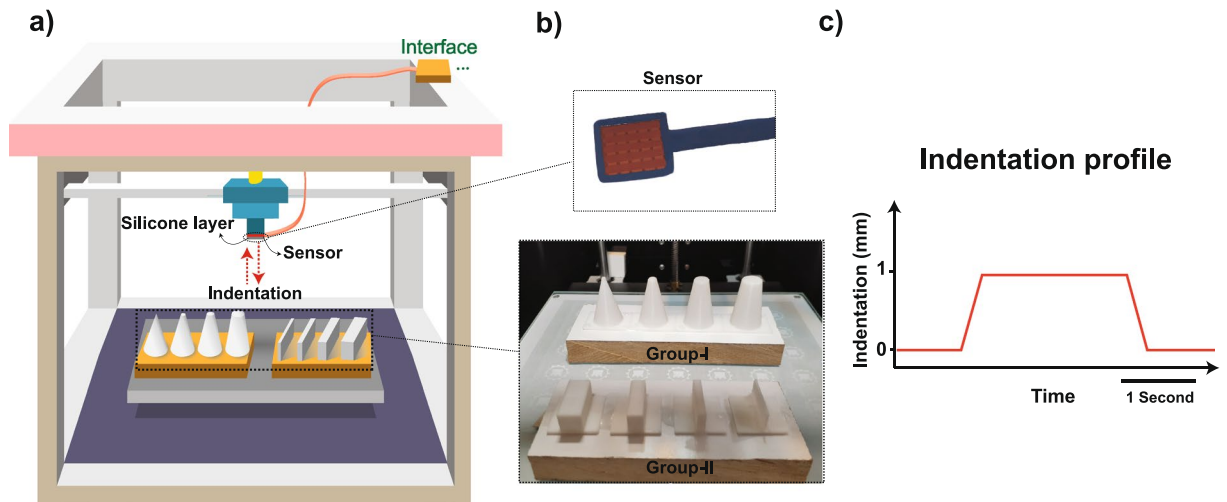 a)
Interface
...
Silicone layer
Sensor
Indentation
b)
Sensor
Group-I
Group-II
c)
Indentation profile
Indentation (mm)
1
0
Time
1 Second